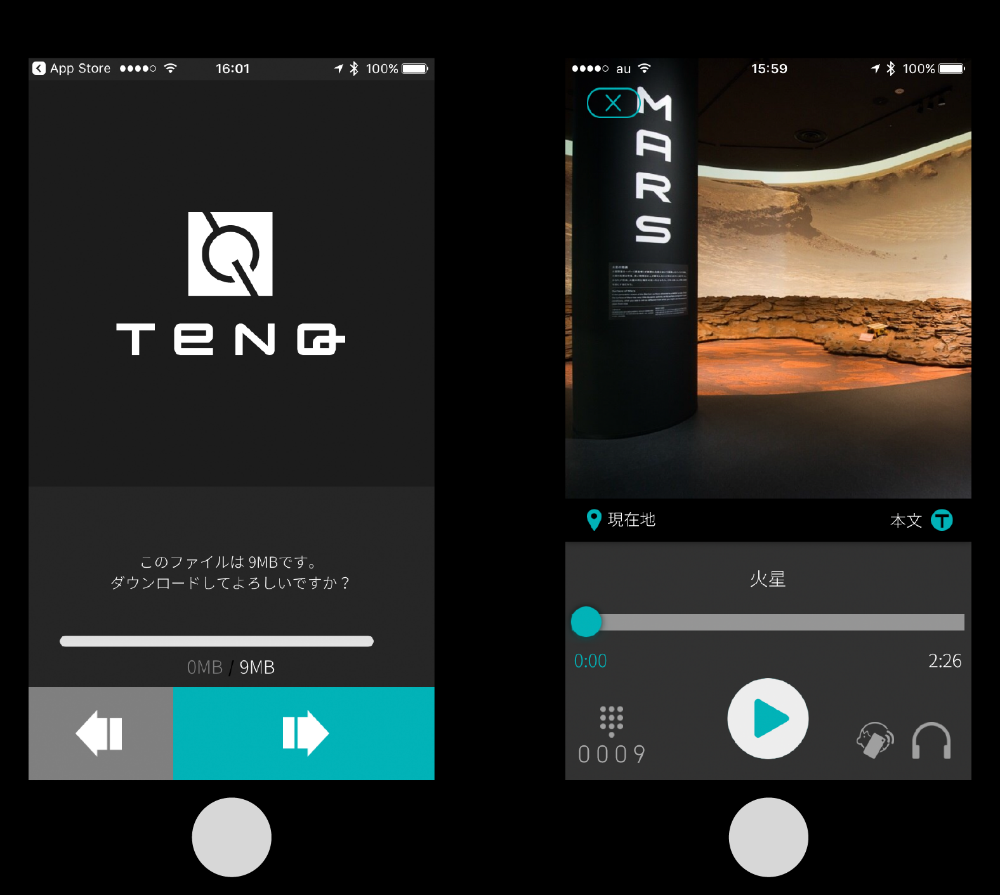 App Store
16:01
100%
TENQ
このファイルは 9MBです。
ダウンロードしてよろしいですか？
0MB / 9MB
au
15:59
100%
X
MARS
現在地
本文 T
火星
0:00
2:26
0009